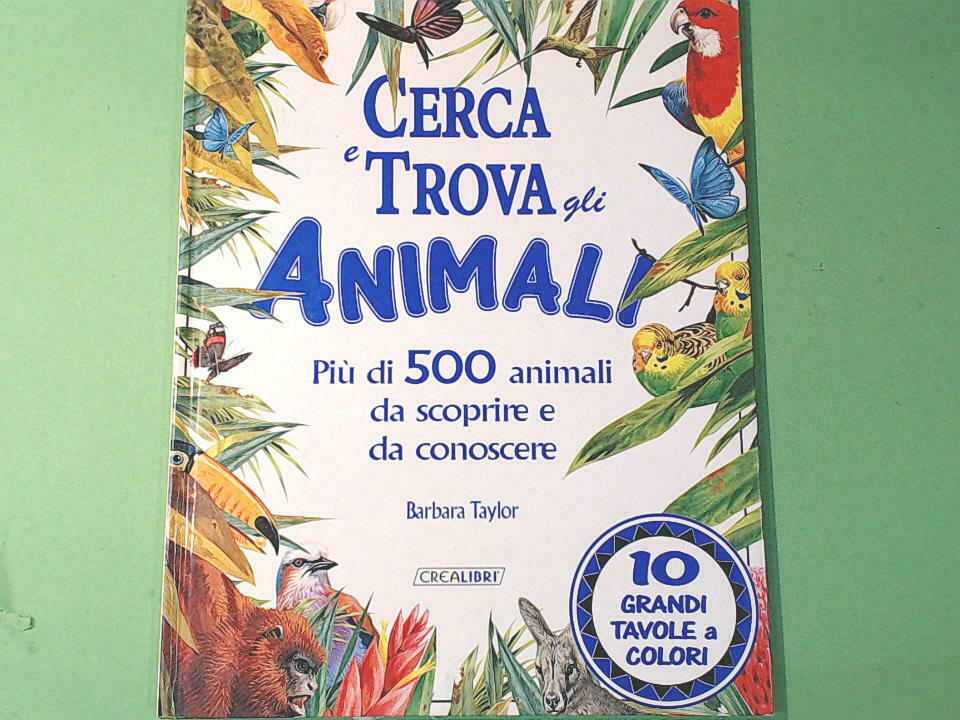 CERCA
e TROVA gli
ANIMALI
Più di 500 animali
da scoprire e
da conoscere
Barbara Taylor
CREALIBRI
10
GRANDI
TAVOLE a
COLORI